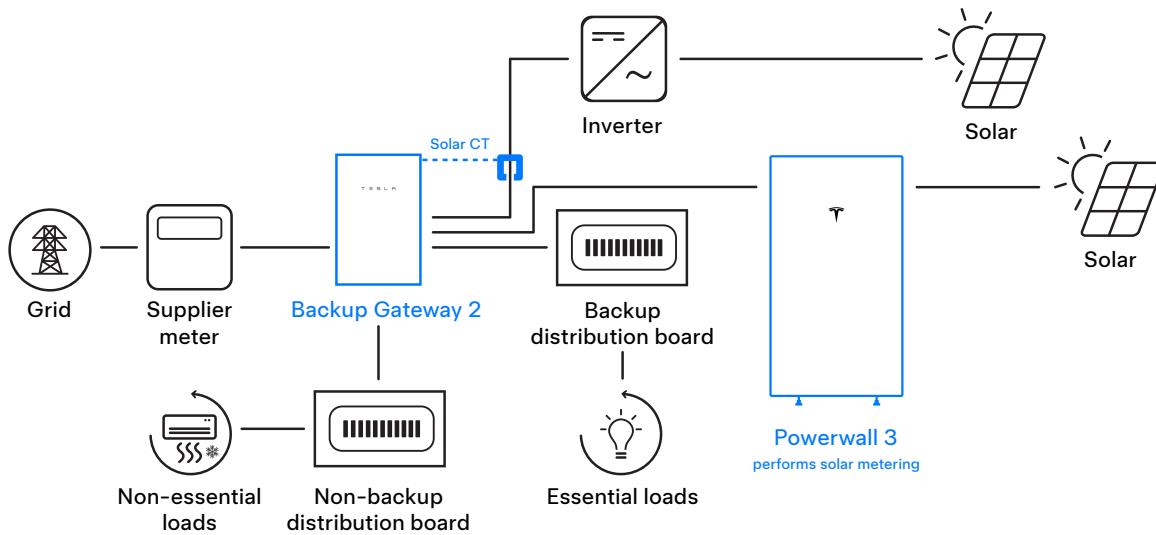 Inverter
Solar
Solar CT
TESLA
Solar
Grid
Supplier
meter
Backup Gateway 2
Backup
distribution board
Powerwall 3
performs solar metering
Non-essential
loads
Non-backup
distribution board
Essential loads